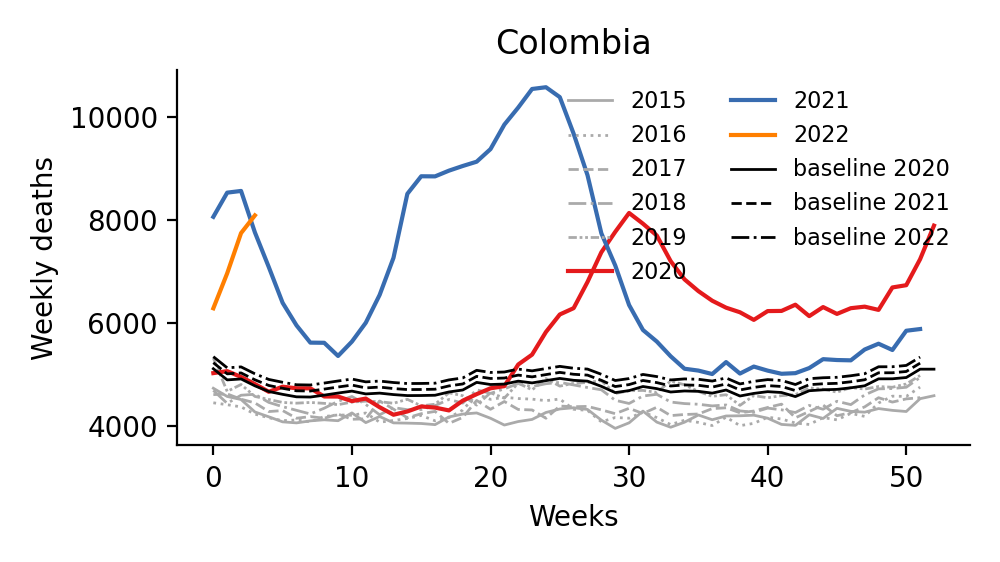 Colombia
Weekly deaths
10000
8000
6000
4000
0 10 20 30 40 50
Weeks
2015
2016
2017
2018
2019
2020
2021
2022
baseline 2020
baseline 2021
baseline 2022